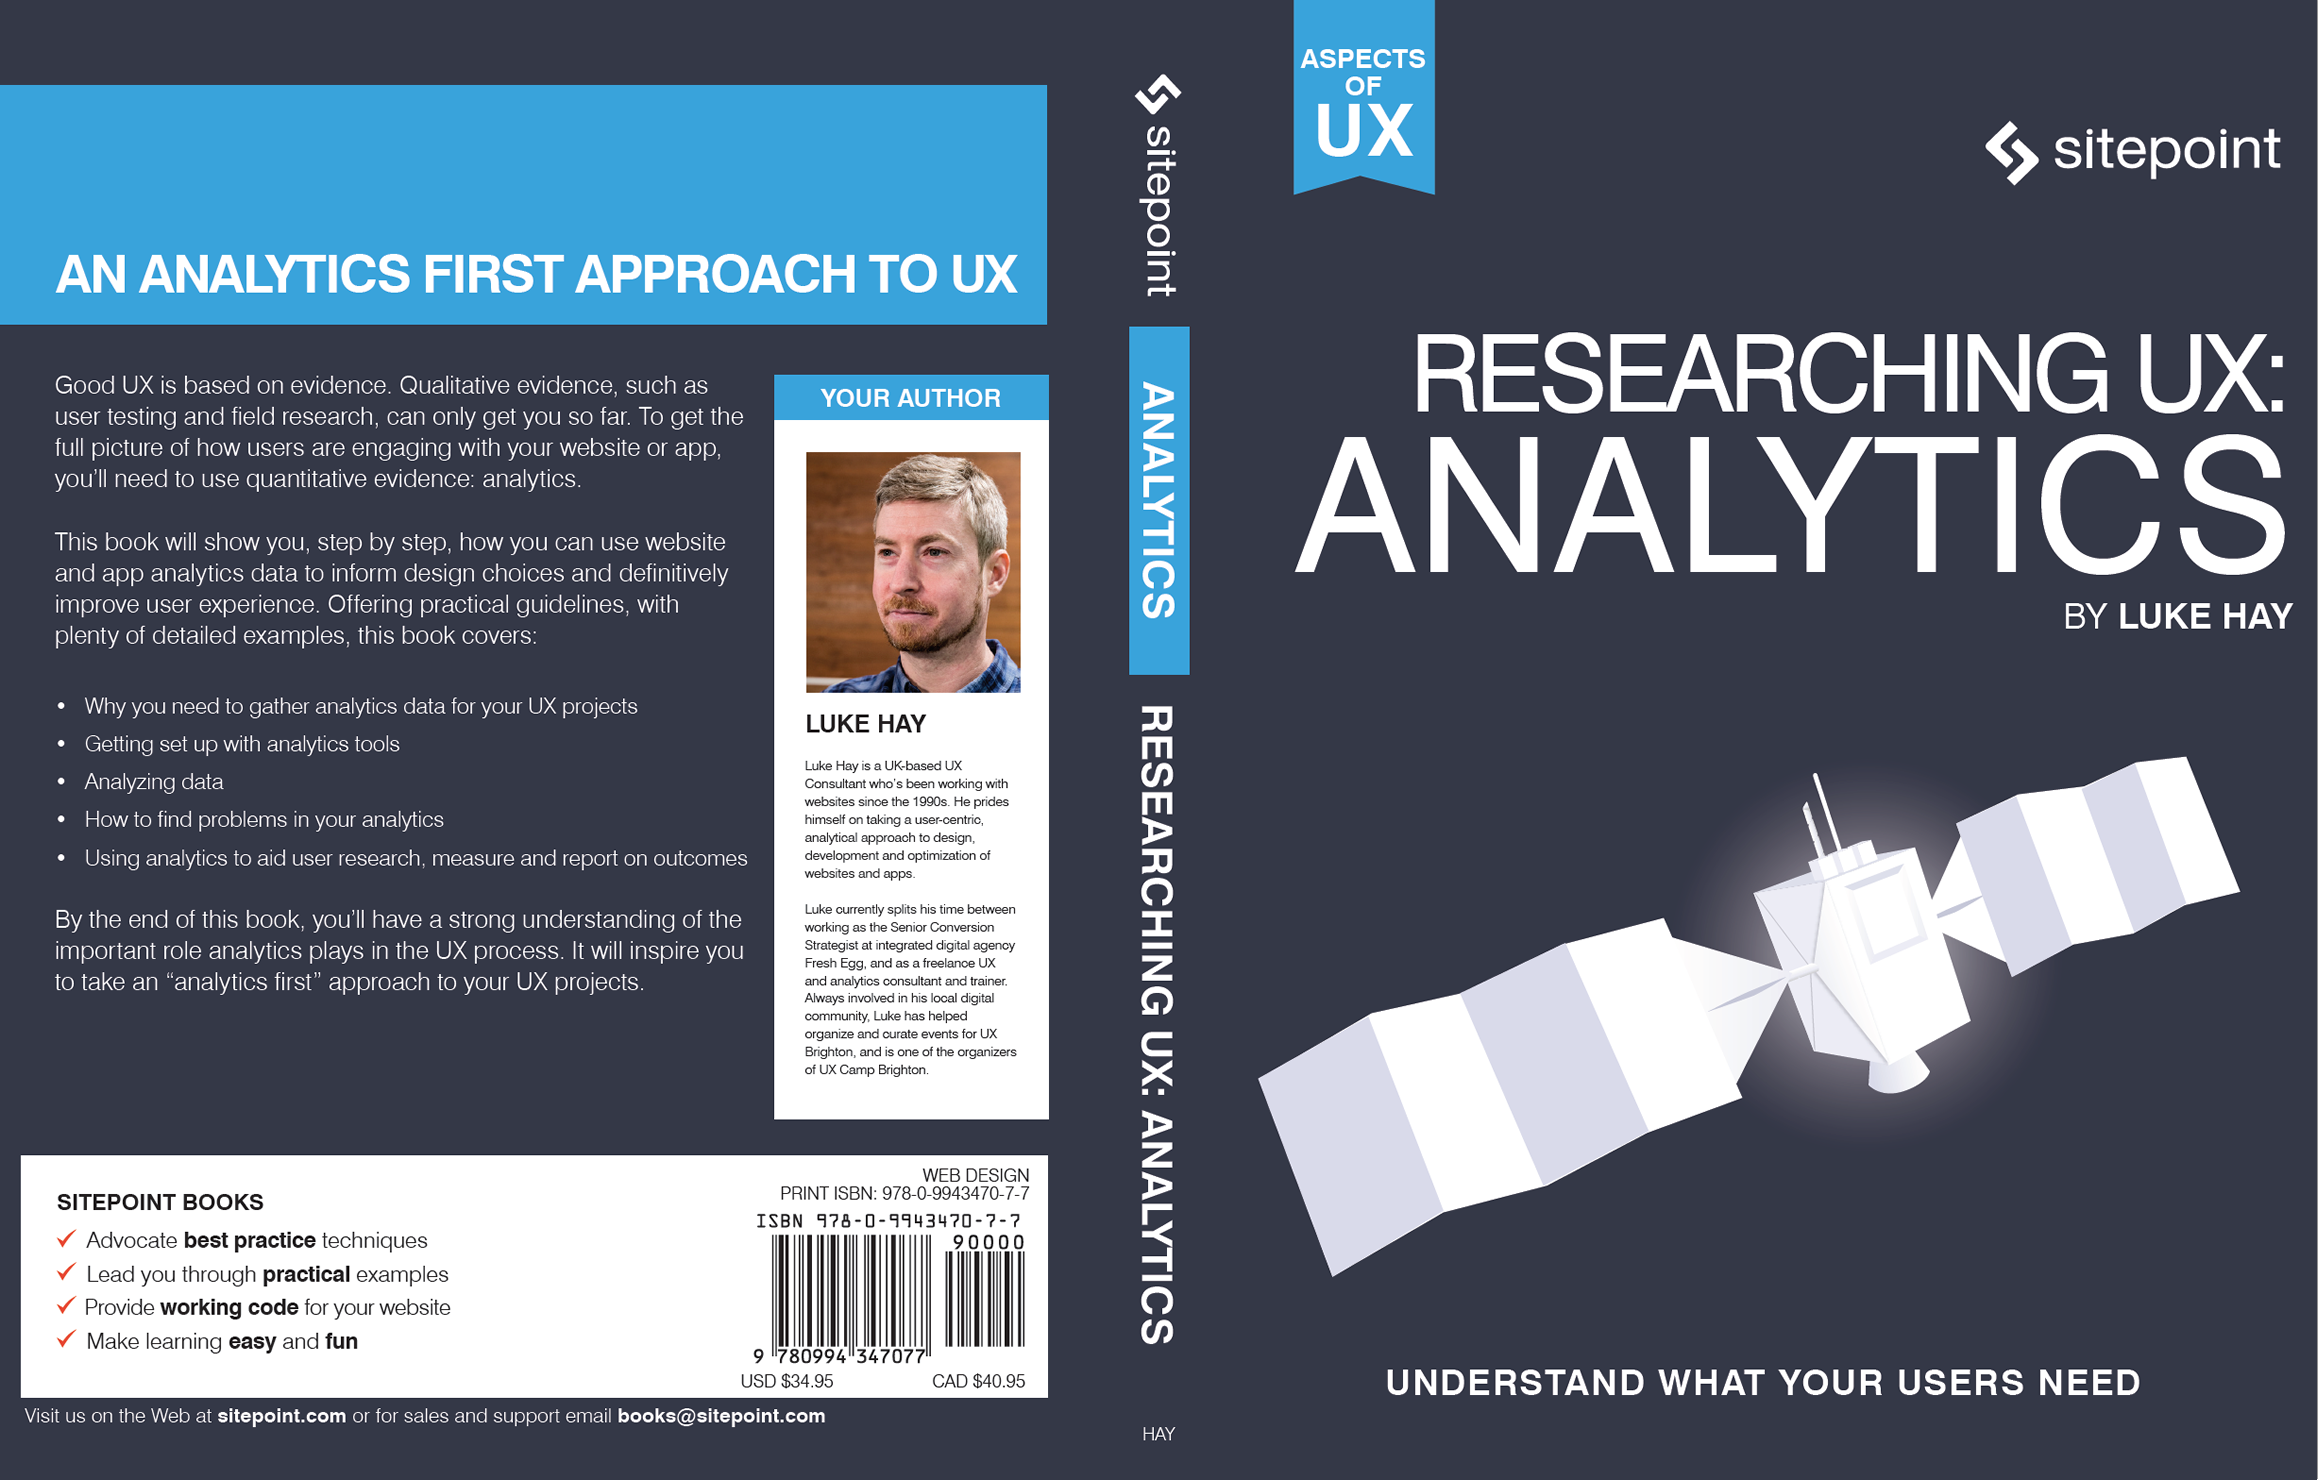 AN ANALYTICS FIRST APPROACH TO UX
Good UX is based on evidence. Qualitative evidence, such as
user testing and field research, can only get you so far. To get the
full picture of how users are engaging with your website or app,
you'll need to use quantitative evidence: analytics.
This book will show you, step by step, how you can use website
and app analytics data to inform design choices and definitively
improve user experience. Offering practical guidelines, with
plenty of detailed examples, this book covers:
• Why you need to gather analytics data for your UX projects
• Getting set up with analytics tools
• Analyzing data
• How to find problems in your analytics
• Using analytics to aid user research, measure and report on outcomes
By the end of this book, you'll have a strong understanding of the
important role analytics plays in the UX process. It will inspire you
to take an “analytics first” approach to your UX projects.
YOUR AUTHOR
LUKE HAY
Luke Hay is a UK-based UX
Consultant who's been working with
websites since the 1990s. He prides
himself on taking a user-centric,
analytical approach to design,
development and optimization of
websites and apps.
Luke currently splits his time between
working as the Senior Conversion
Strategist at integrated digital agency
Fresh Egg, and as a freelance UX
and analytics consultant and trainer.
Always involved in his local digital
community, Luke has helped
organize and curate events for UX
Brighton, and is one of the organizers
of UX Camp Brighton.
SITEPOINT BOOKS
Advocate best practice techniques
Lead you through practical examples
Provide working code for your website
Make learning easy and fun
WEB DESIGN
PRINT ISBN: 978-0-9943470-7-7
ISBN 978-0-9943470-7-7
90000
9 780994 347077
USD $34.95 CAD $40.95
Visit us on the Web at sitepoint.com or for sales and support email books@sitepoint.com
sitepoint
ANALYTICS
RESEARCHING UX: ANALYTICS
HAY
ASPECTS
OF
UX
sitepoint
RESEARCHING UX:
ANALYTICS
BY LUKE HAY
UNDERSTAND WHAT YOUR USERS NEED